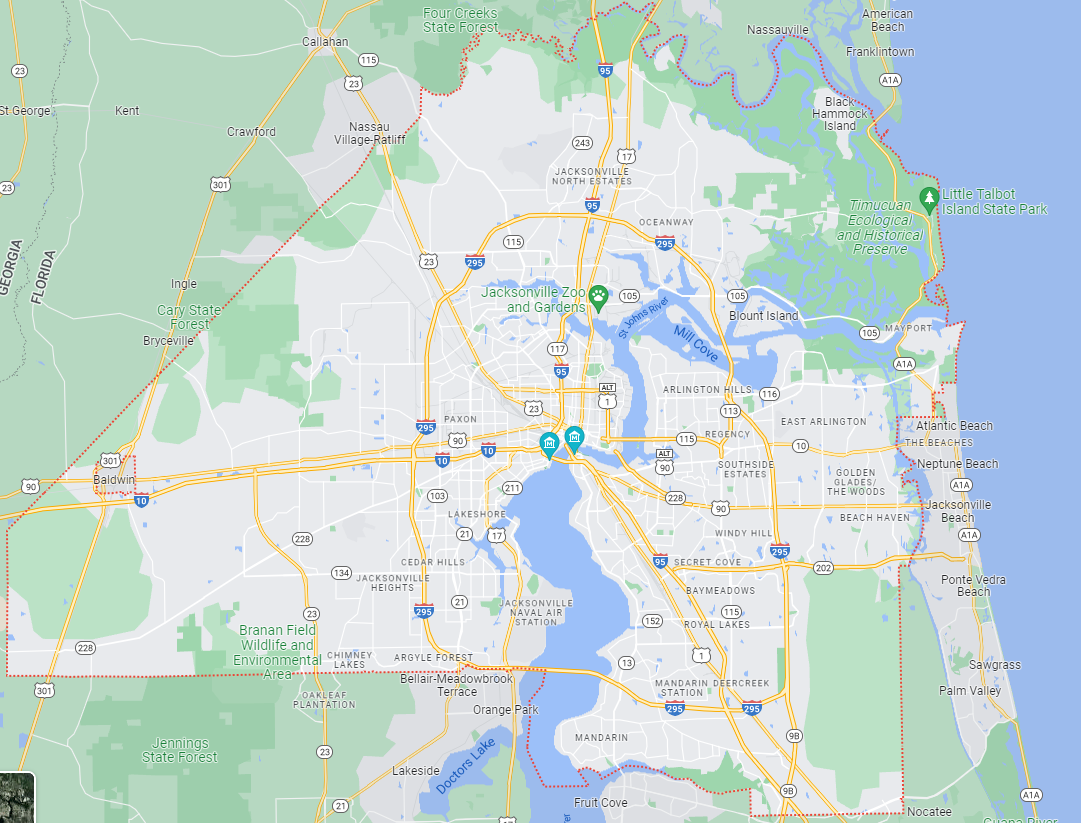 Four Creeks
State Forest
American
Beach
Nassauville
Callahan
Franklintown
115
23
95
A1A
23
St George
Kent
Black
Hammock
Island
Crawford
Nassau
Village-Ratliff
243
17
JACKSONVILLE
NORTH ESTATES
301
23
95
Little Talbot
Island State Park
Timucuan
Ecological
and Historical
Preserve
OCEANWAY
115
295
GEORGIA
FLORIDA
23
295
Ingle
Jacksonville Zoo
and Gardens
105
105
St Johns River
Cary State
Forest
Blount Island
Mill Cove
105
MAYPORT
Bryceville
117
95
A1A
ALT
1
ARLINGTON HILLS
116
23
113
PAXON
295
EAST ARLINGTON
Atlantic Beach
90
115
REGENCY
10
THE BEACHES
10
10
ALT
90
301
Baldwin
SOUTHSIDE
ESTATES
Neptune Beach
GOLDEN
GLADES/
THE WOODS
90
10
103
211
228
90
A1A
Jacksonville
Beach
LAKESHORE
BEACH HAVEN
21
17
WINDY HILL
A1A
228
295
CEDAR HILLS
95
SECRET COVE
202
134
JACKSONVILLE
HEIGHTS
Ponte Vedra
Beach
BAYMEADOWS
21
JACKSONVILLE
NAVAL AIR
STATION
295
23
115
152
ROYAL LAKES
Branan Field
Wildlife and
Environmental
Area
228
CHIMNEY
LAKES
ARGYLE FOREST
13
1
Sawgrass
301
Bellair-Meadowbrook
Terrace
MANDARIN
STATION
DEERCREEK
Palm Valley
OAKLEAF
PLANTATION
Orange Park
295
295
MANDARIN
9B
Jennings
State Forest
23
Doctors Lake
Lakeside
9B
A1A
21
Fruit Cove
Nocatee
17
Guana River